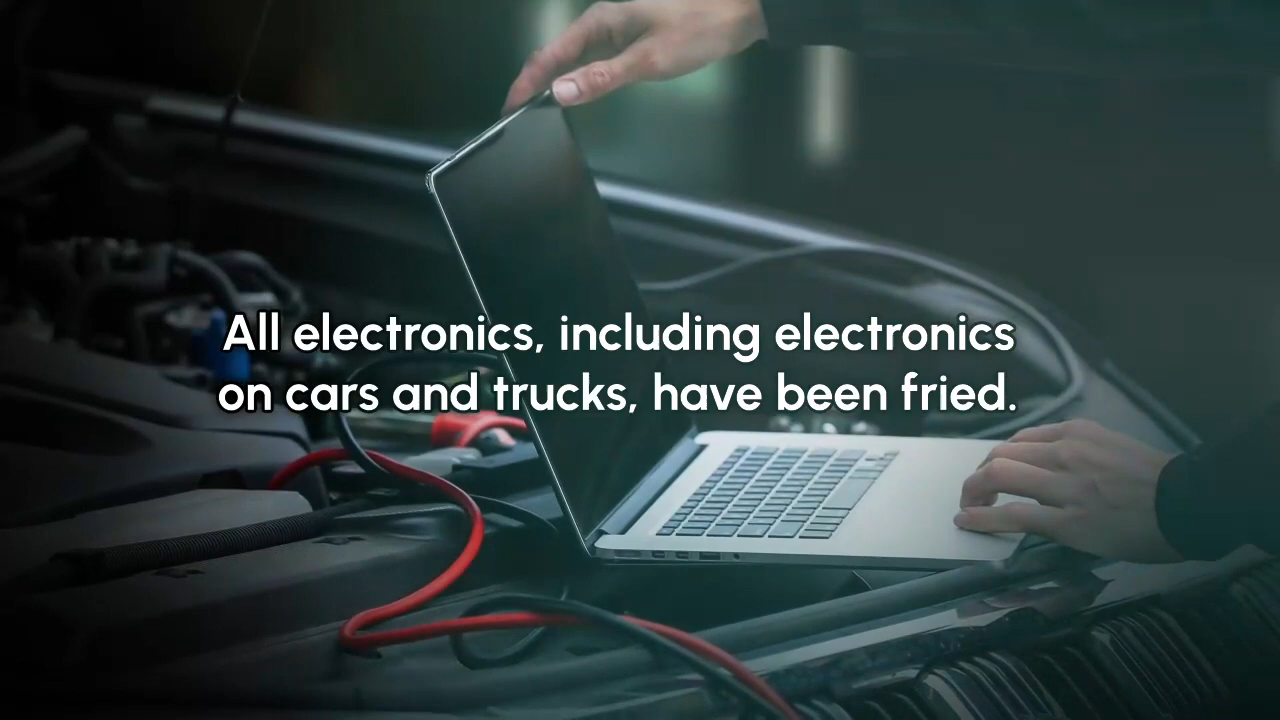 All electronics, including electronics
on cars and trucks, have been fried.